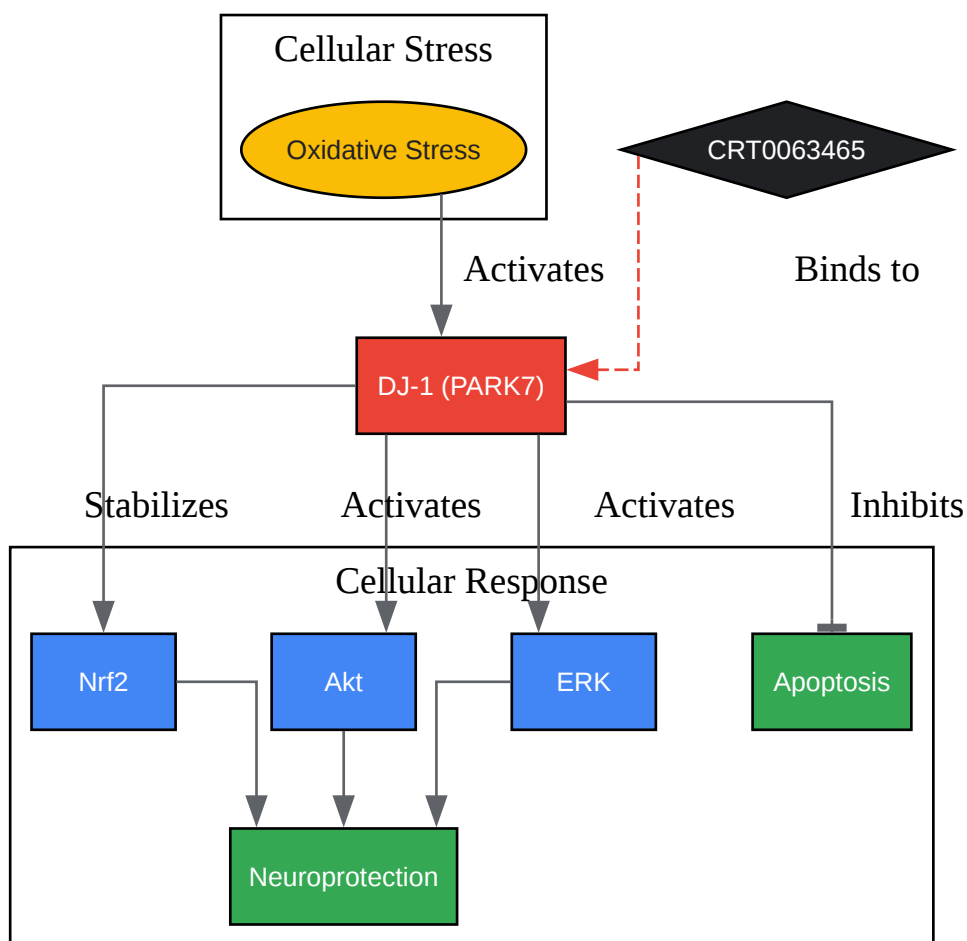 Cellular Stress
Oxidative Stress
CRT0063465
Activates
Binds to
DJ-1 (PARK7)
Stabilizes
Activates
Activates
Inhibits
Cellular Response
Nrf2
Akt
ERK
Apoptosis
Neuroprotection